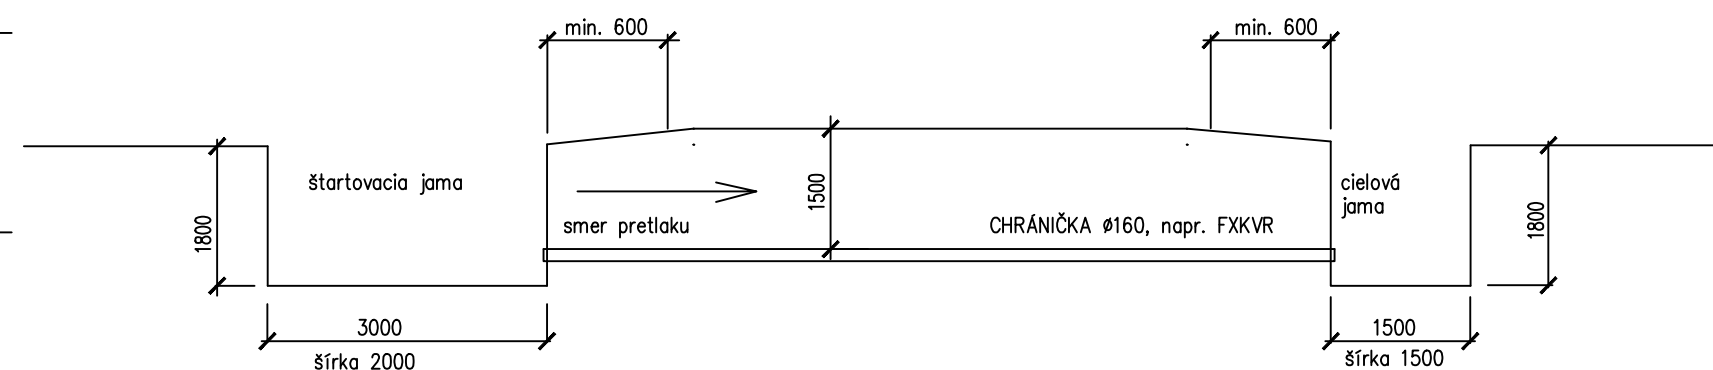 min. 600
min. 600
štartovacia jama
1500
cielová
jama
1800
smer pretlaku
CHRÁNIČKA Ø160, napr. FXKVR
1800
3000
šírka 2000
1500
šírka 1500